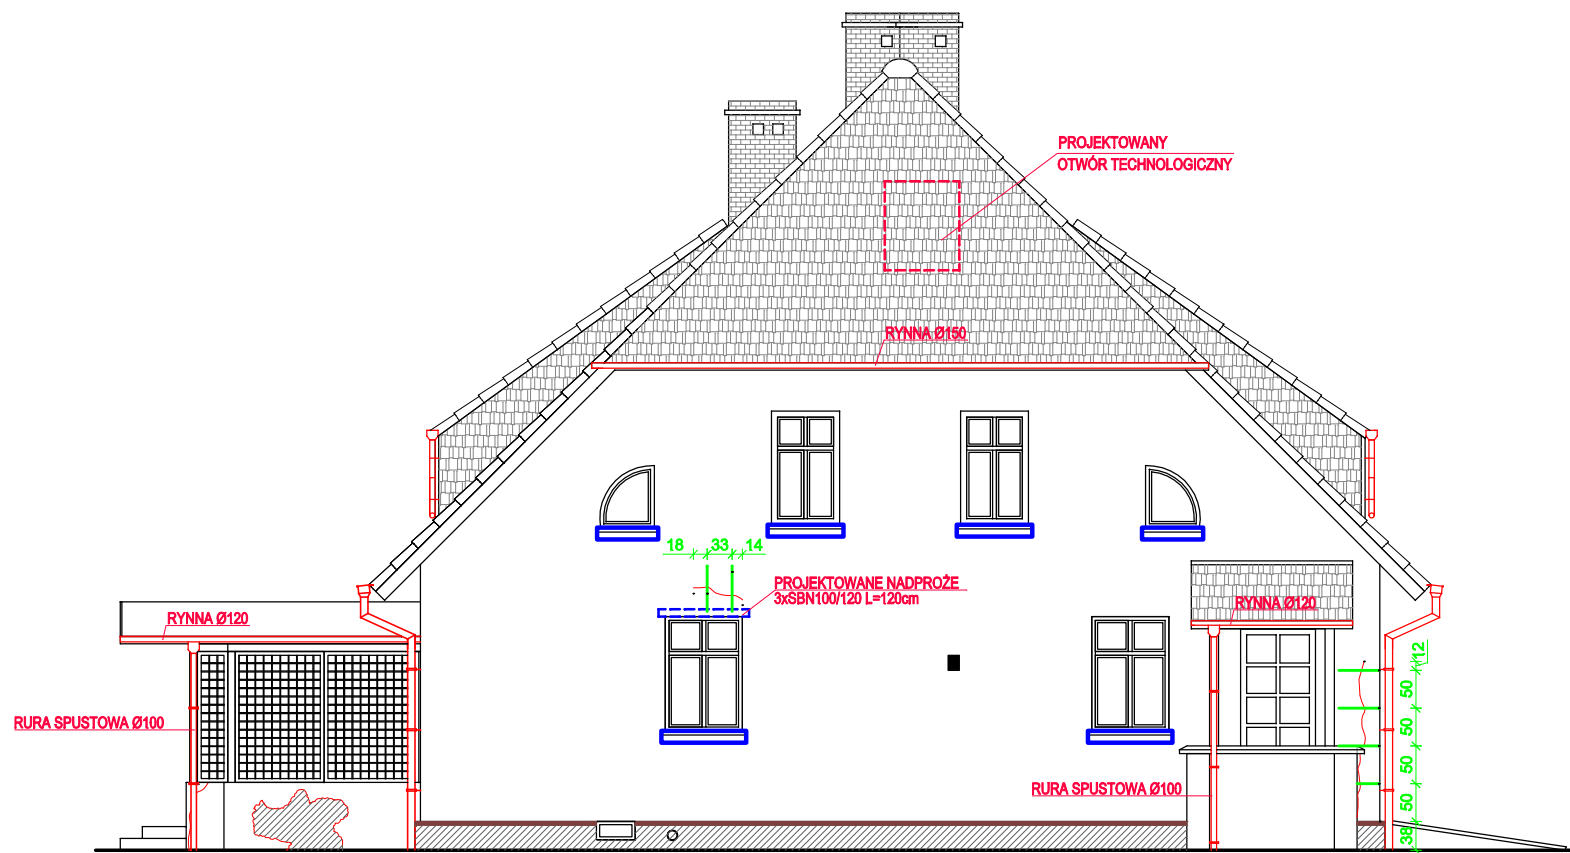 PROJEKTOWANY
OTWÓR TECHNOLOGICZNY
RYNNA Ø150
18 33 14
PROJEKTOWANE NADPROŻE
3xSBN100/120 L=120cm
RYNNA Ø120
RYNNA Ø120
RURA SPUSTOWA Ø100
RURA SPUSTOWA Ø100
12
50
50
50
50
38